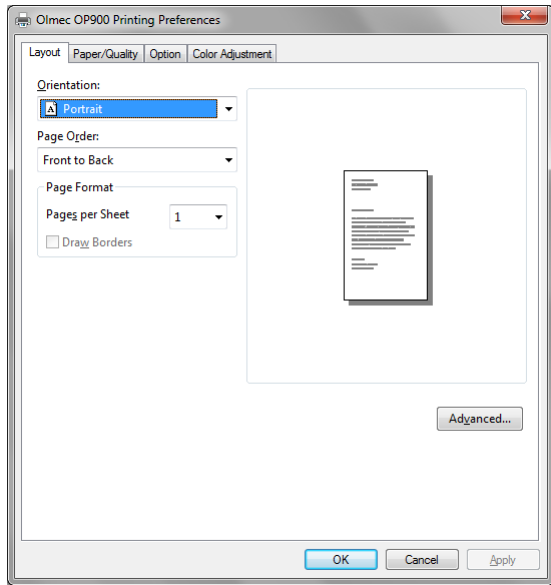 Olmec OP900 Printing Preferences
Layout Paper/Quality Option Color Adjustment
Orientation:
A Portrait
Page Order:
Front to Back
Page Format
Pages per Sheet 1
Draw Borders
Advanced...
OK Cancel Apply